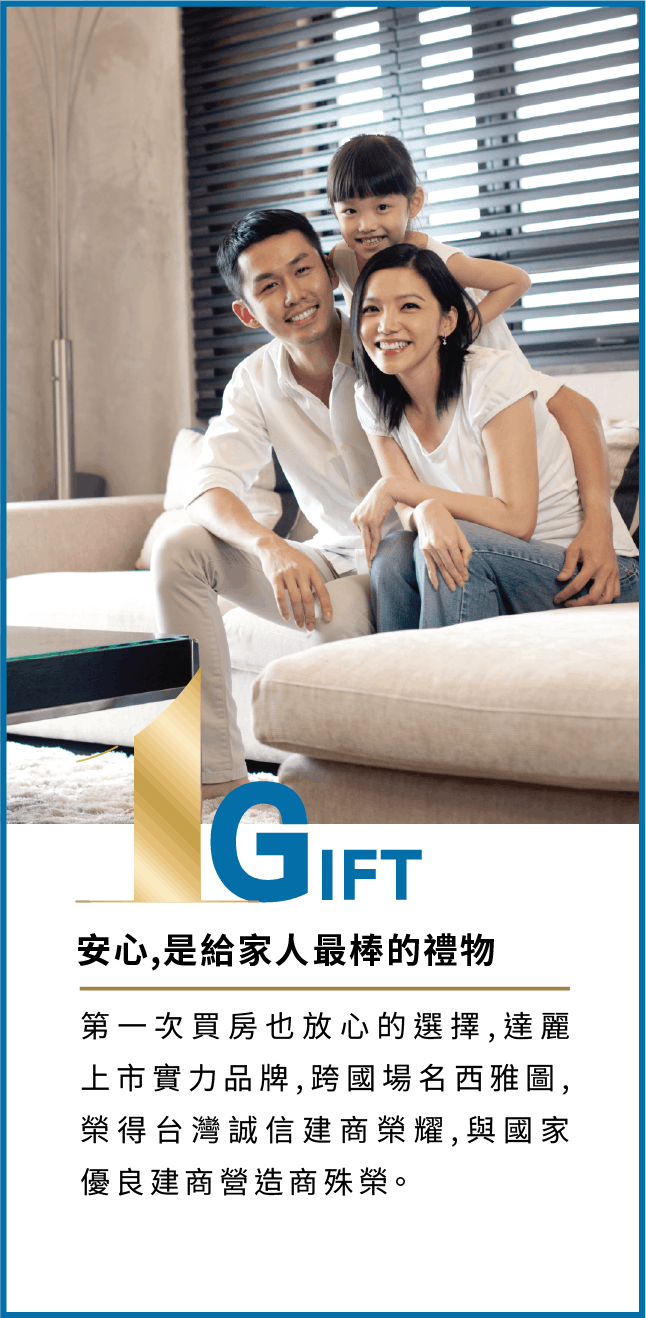 1GIFT
安心,是給家人最棒的禮物
第一次買房也放心的選擇,達麗
上市實力品牌,跨國場名西雅圖,
榮得台灣誠信建商榮耀,與國家
優良建商營造商殊榮。